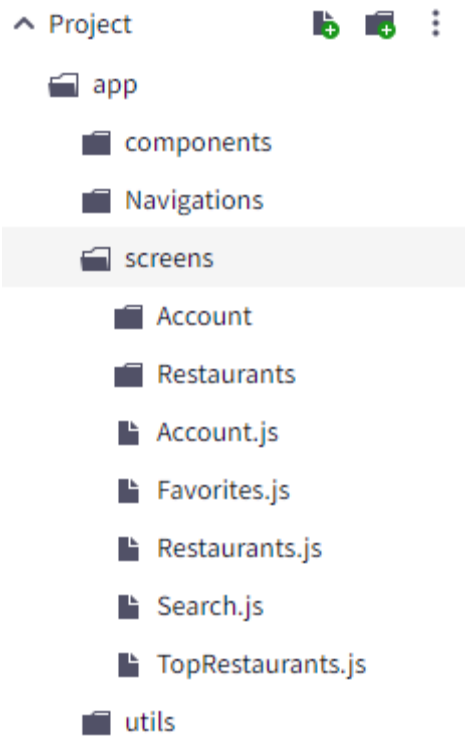 Project
app
components
Navigations
screens
Account
Restaurants
Account.js
Favorites.js
Restaurants.js
Search.js
TopRestaurants.js
utils